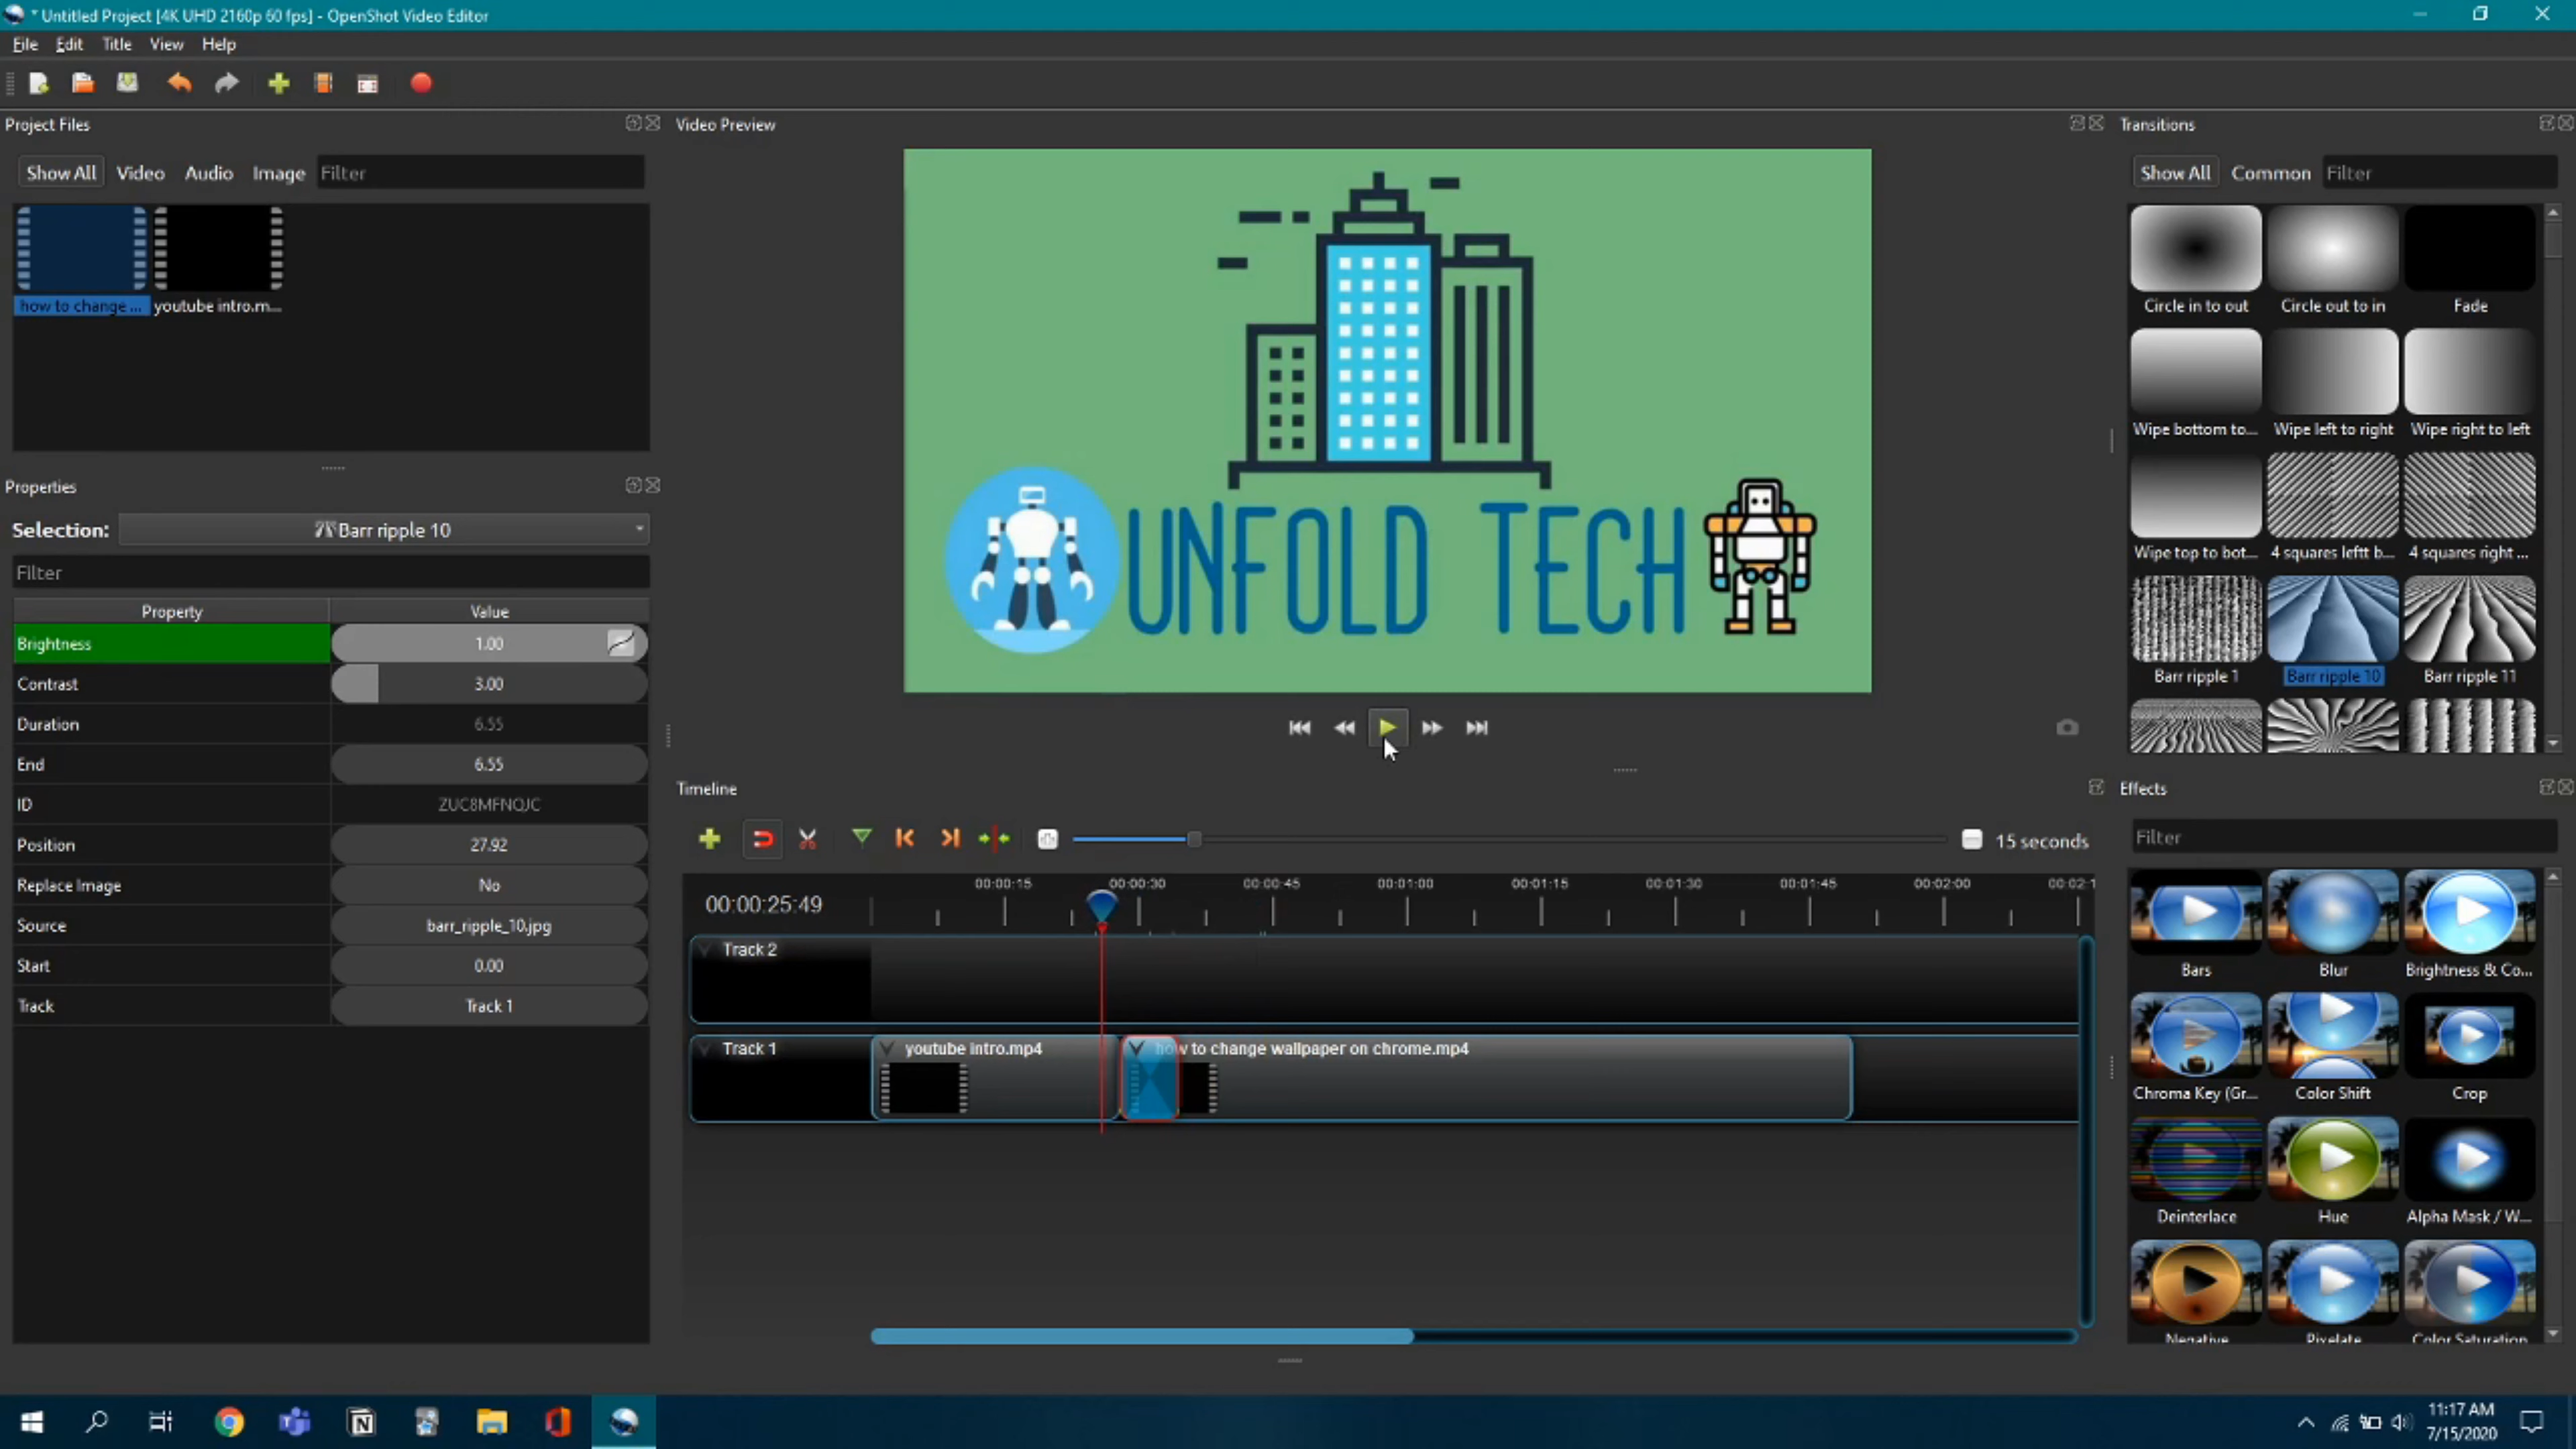 * Untitled Project [4K UHD 2160p 60 fps] - OpenShot Video Editor
File Edit Title View Help
Project Files
Show All Video Audio Image Filter
how to change ... youtube intro.m...
Properties
Selection: Barr ripple 10
Filter
Property Value
Brightness 1.00
Contrast 3.00
Duration 6.55
End 6.55
ID ZUC8MFNQJC
Position 27.92
Replace Image No
Source barr_ripple_10.jpg
Start 0.00
Track Track 1
Video Preview
UNFOLD TECH
Timeline
15 seconds
00:00:25:49
00:00:15 00:00:30 00:00:45 00:01:00 00:01:15 00:01:30 00:01:45 00:02:00 00:02:1
Track 2
Track 1 youtube intro.mp4 how to change wallpaper on chrome.mp4
Transitions
Show All Common Filter
Circle in to out Circle out to in Fade
Wipe bottom to... Wipe left to right Wipe right to left
Wipe top to bot... 4 squares leftt b... 4 squares right ...
Barr ripple 1 Barr ripple 10 Barr ripple 11
Effects
Filter
Bars Blur Brightness & Co...
Chroma Key (Gr... Color Shift Crop
Deinterlace Hue Alpha Mask / W...
Negative Pixelate Color Saturation
11:17 AM
7/15/2020